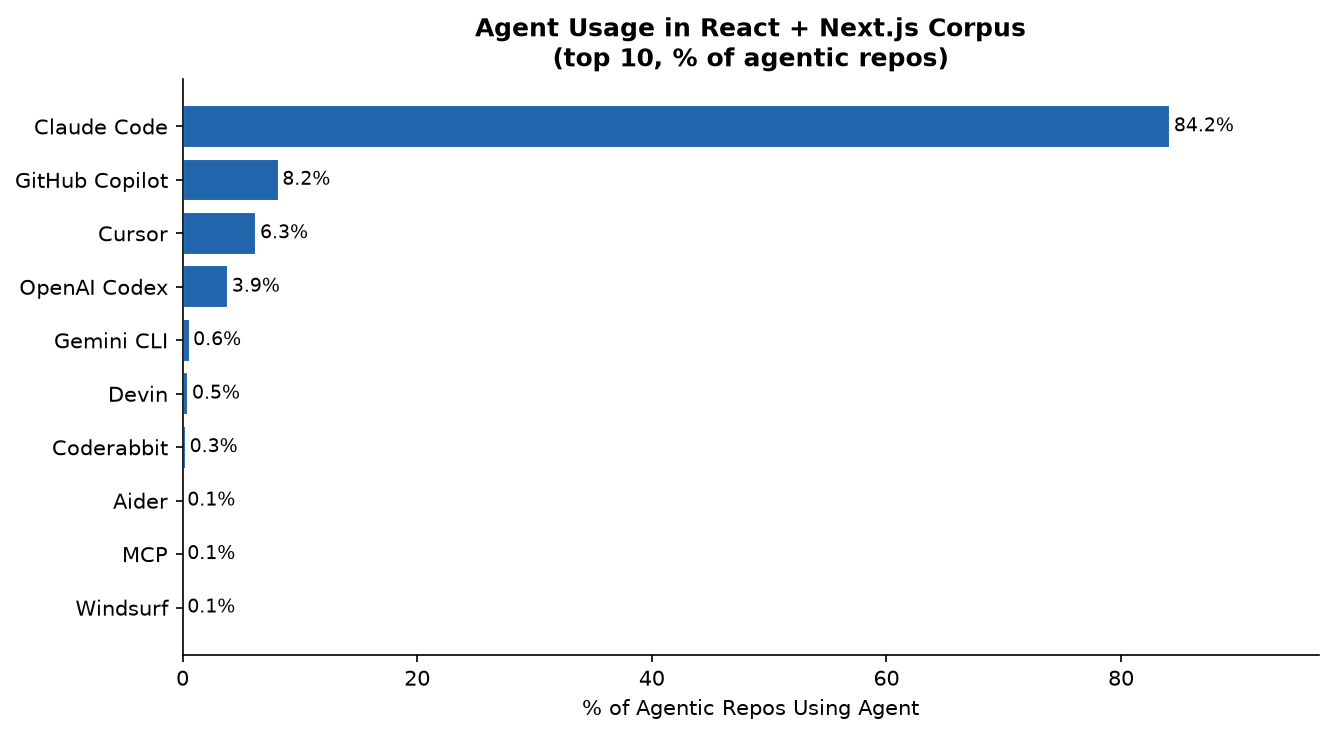 Agent Usage in React + Next.js Corpus
(top 10, % of agentic repos)
Claude Code 84.2%
GitHub Copilot 8.2%
Cursor 6.3%
OpenAI Codex 3.9%
Gemini CLI 0.6%
Devin 0.5%
Coderabbit 0.3%
Aider 0.1%
MCP 0.1%
Windsurf 0.1%
0 20 40 60 80
% of Agentic Repos Using Agent